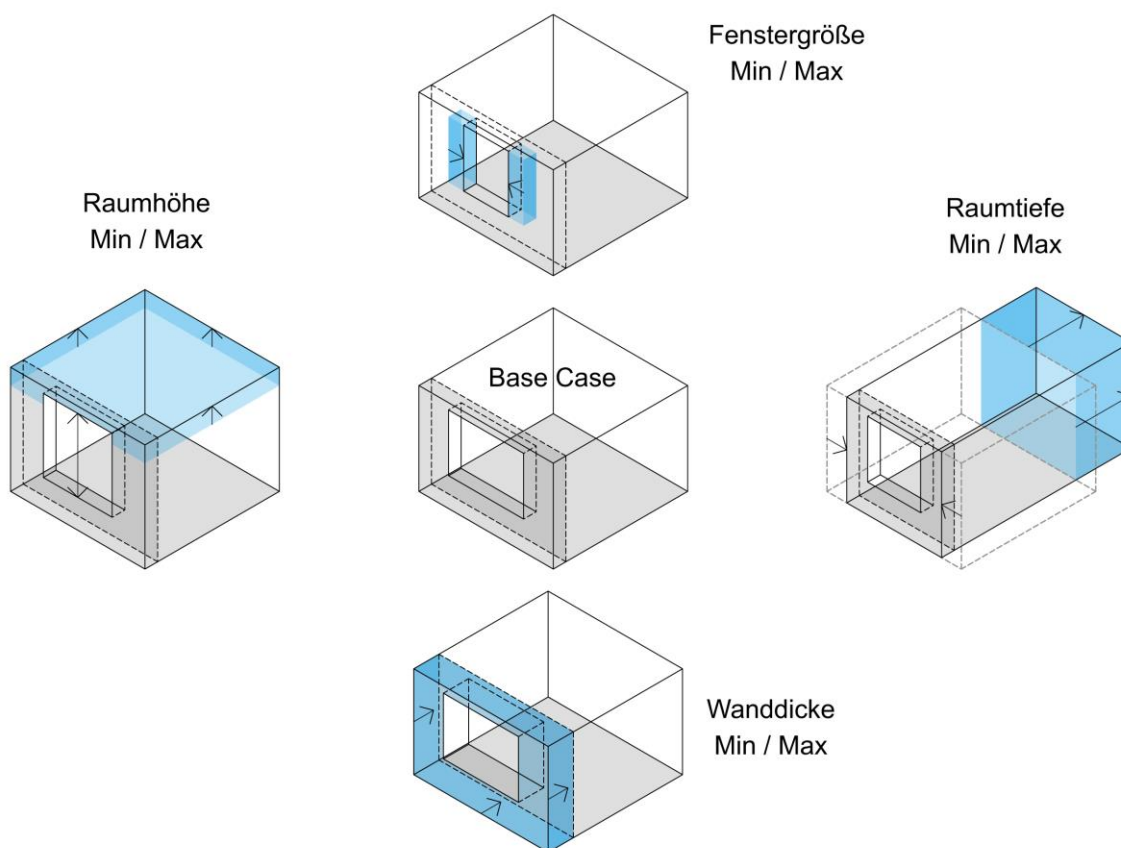 Fenstergröße
Min / Max
Raumhöhe
Min / Max
Raumtiefe
Min / Max
Base Case
Wanddicke
Min / Max